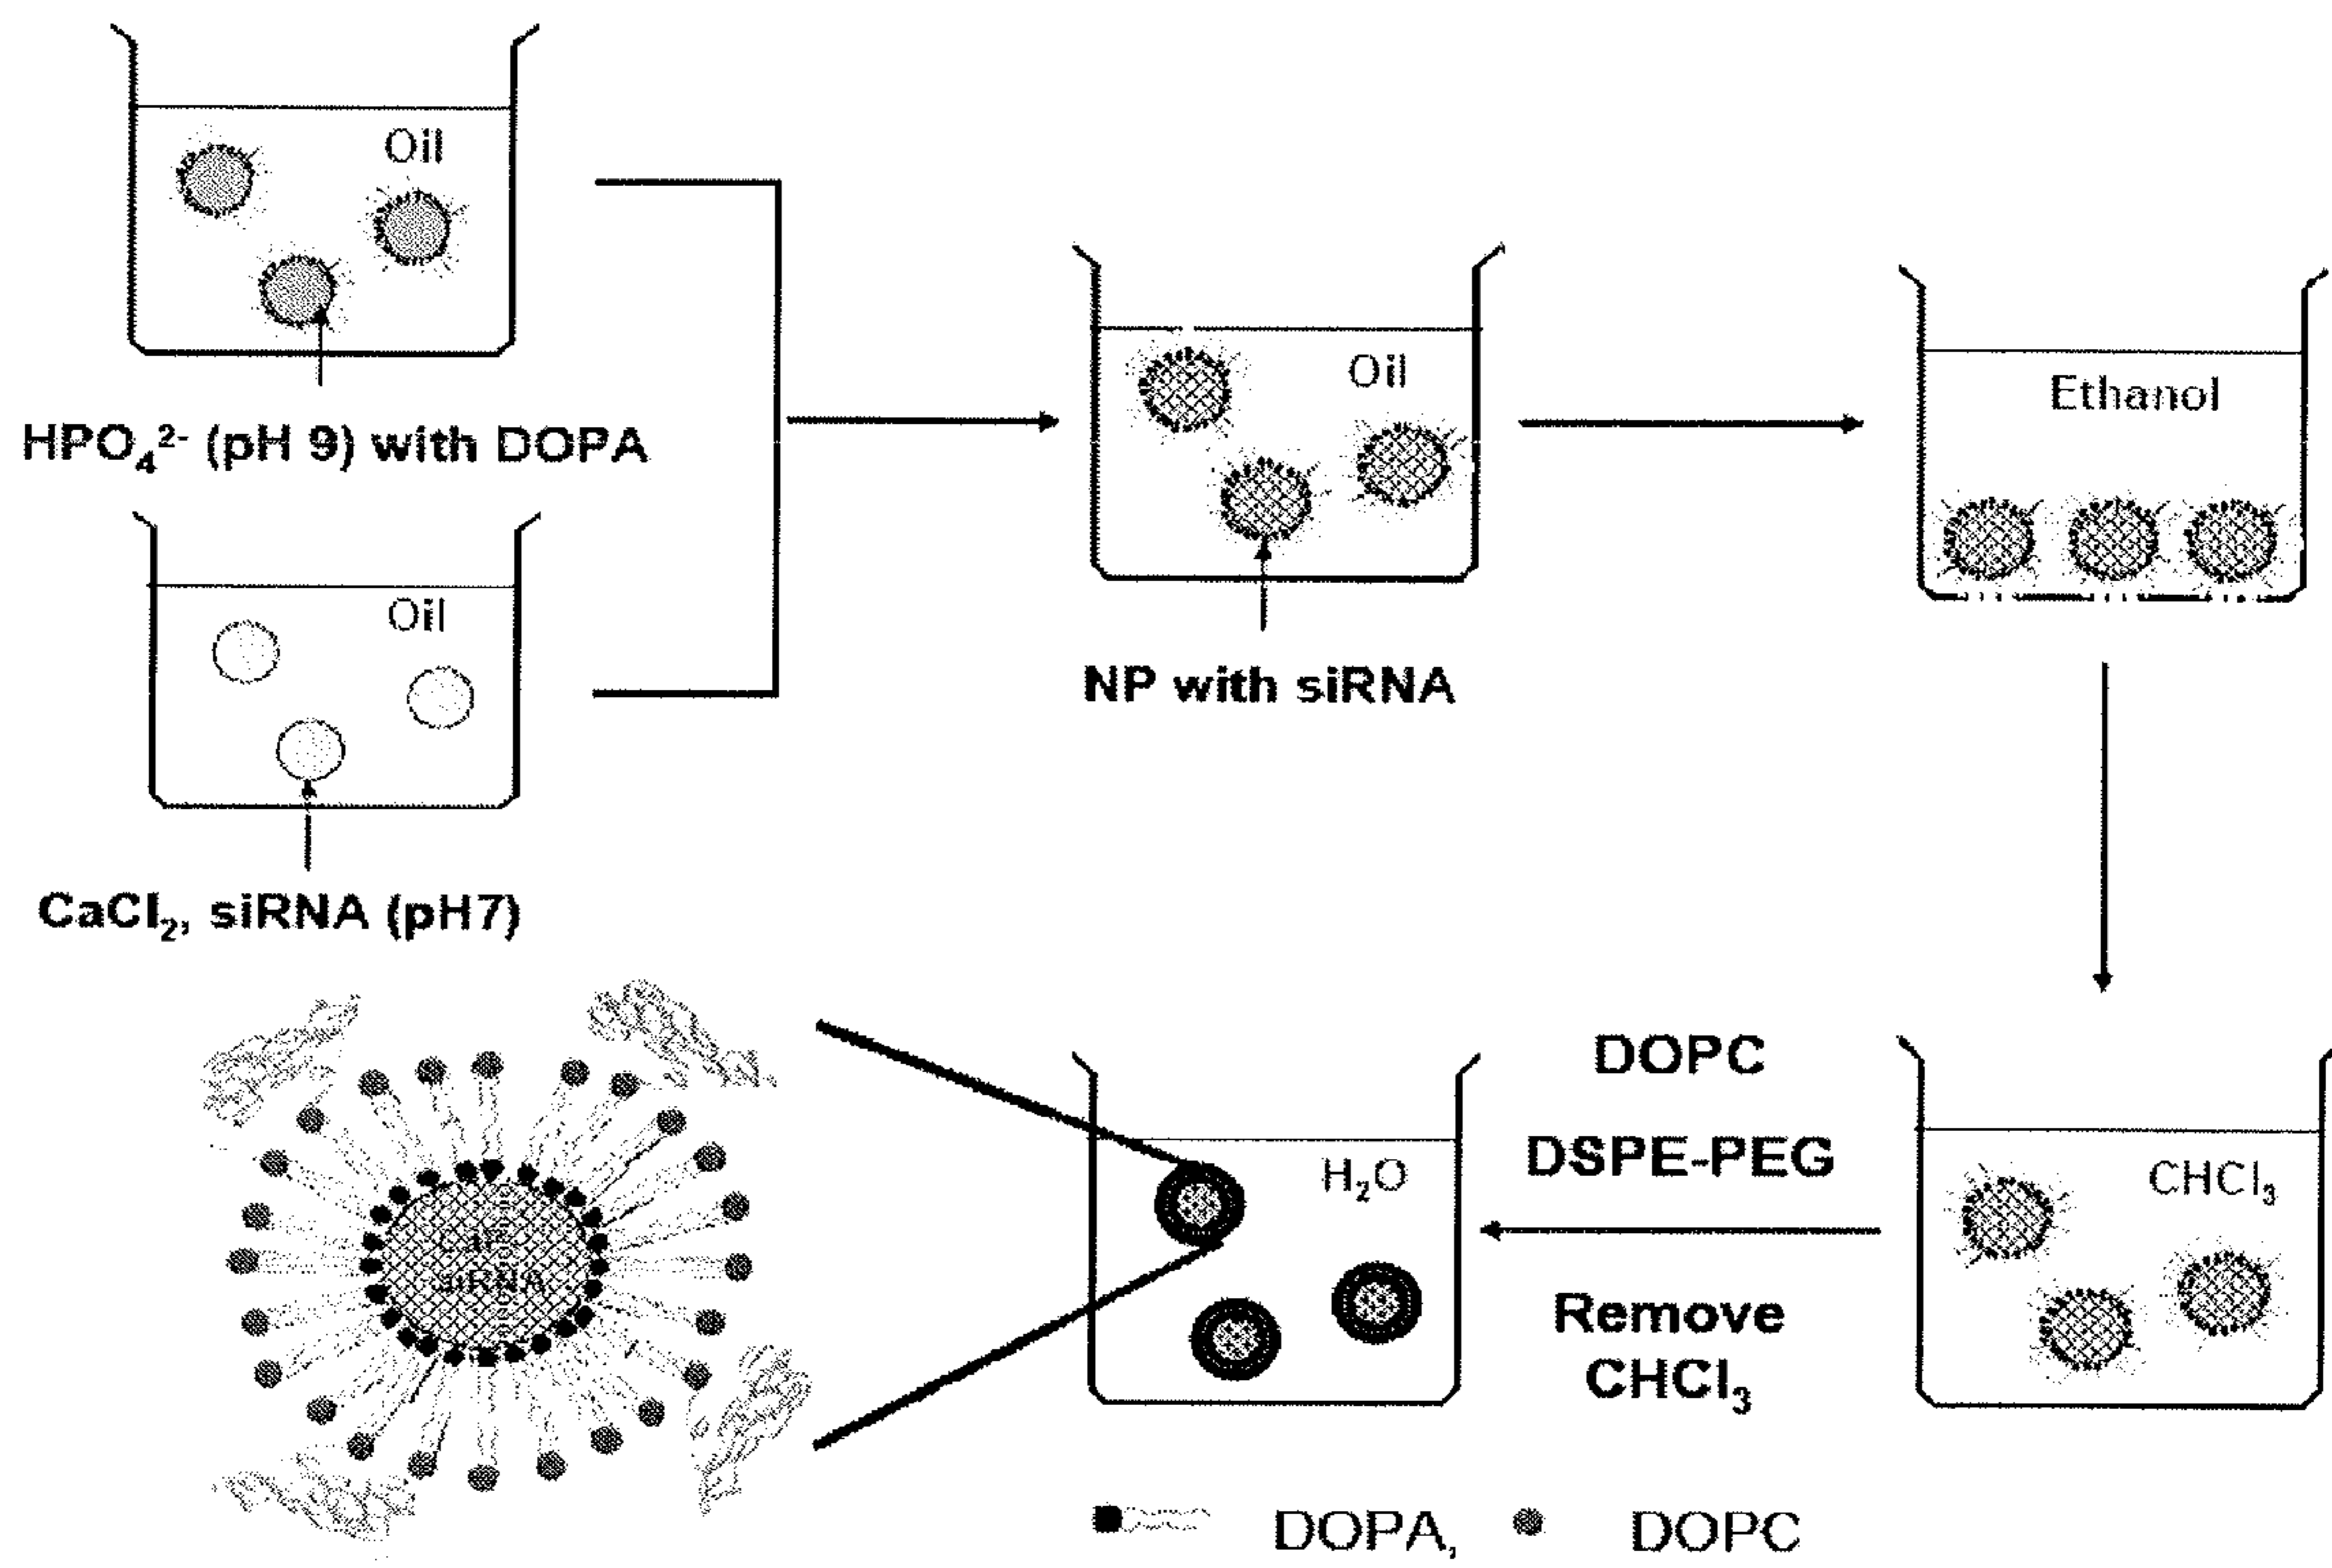 Oil
HPO₄²⁻ (pH 9) with DOPA
Oil
CaCl₂, siRNA (pH7)
Oil
NP with siRNA
Ethanol
CHCl₃
DOPC
DSPE-PEG
Remove
CHCl₃
H₂O
siRNA
DOPA, DOPC